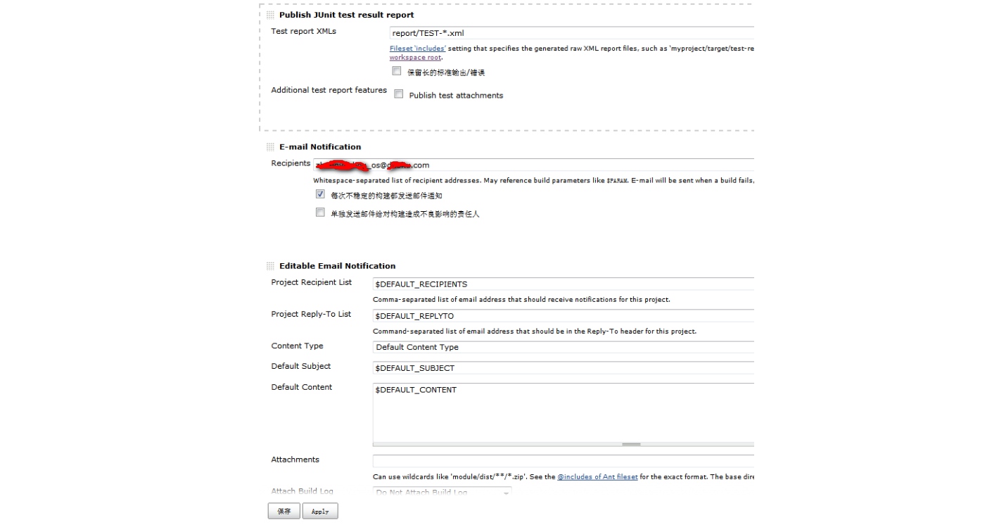 Publish JUnit test result report
Test report XMLs
report/TEST-*.xml
Fileset 'includes' setting that specifies the generated raw XML report files, such as 'myproject/target/test-re
workspace root.
保留长的标准输出/错误
Additional test report features
Publish test attachments
E-mail Notification
Recipients
_os@ .com
Whitespace-separated list of recipient addresses. May reference build parameters like $PARAM. E-mail will be sent when a build fails,
每次不稳定的构建都发送邮件通知
单独发送邮件给对构建造成不良影响的责任人
Editable Email Notification
Project Recipient List
$DEFAULT_RECIPIENTS
Comma-separated list of email address that should receive notifications for this project.
Project Reply-To List
$DEFAULT_REPLYTO
Command-separated list of email address that should be in the Reply-To header for this project.
Content Type
Default Content Type
Default Subject
$DEFAULT_SUBJECT
Default Content
$DEFAULT_CONTENT
Attachments
Can use wildcards like 'module/dist/**/*.zip'. See the @includes of Ant fileset for the exact format. The base dire
Attach Build Log
Do Not Attach Build Log
保存
Apply